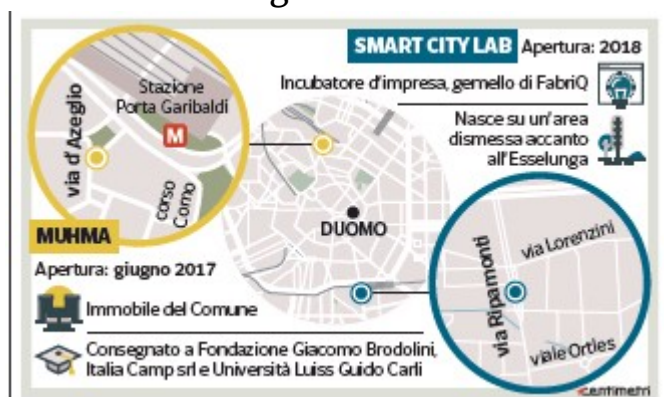 SMART CITY LAB Apertura: 2018
Incubatore d'impresa, gemello di FabriQ
Nasce su un'area
dismessa accanto
all'Esselunga
Stazione
Porta Garibaldi
M
via d'Azeglio
corso
Como
DUOMO
MUHMA
Apertura: giugno 2017
Immobile del Comune
Consegnato a Fondazione Giacomo Brodolini,
Italia Camp srl e Università Luiss Guido Carli
via Lorenzini
via Ripamonti
viale Ortles
centimetri